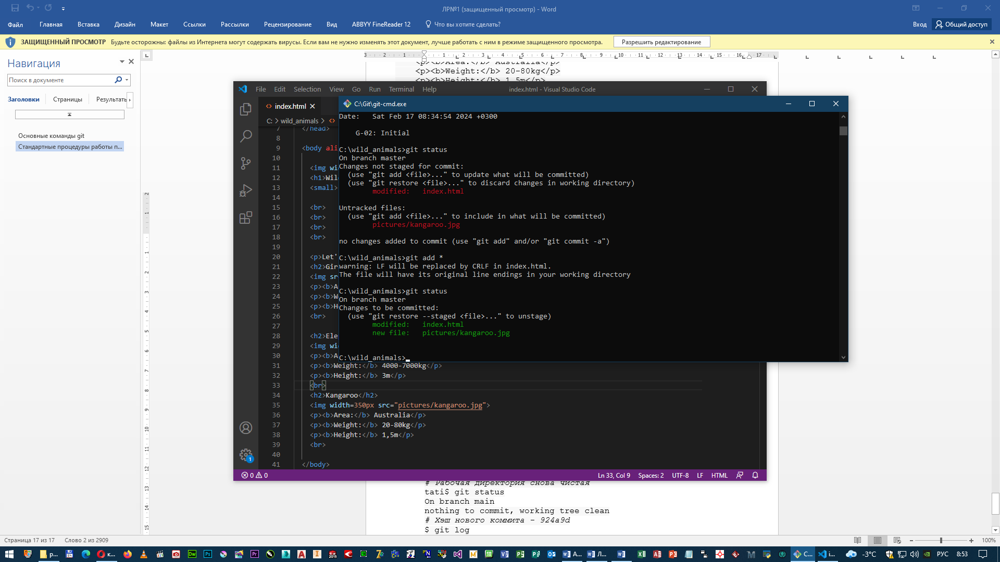 ЛР№1 (защищенный просмотр) - Word
Файл Главная Вставка Дизайн Макет Ссылки Рассылки Рецензирование Вид ABBYY FineReader 12 Что вы хотите сделать? Вход Общий доступ
ЗАЩИЩЕННЫЙ ПРОСМОТР Будьте осторожны: файлы из Интернета могут содержать вирусы. Если вам не нужно изменять этот документ, лучше работать с ним в режиме защищенного просмотра. Разрешить редактирование
Навигация
Поиск в документе
Заголовки Страницы Результаты
Основные команды git
Стандартные процедуры работы п...
<p><b>Area:</b> Australia</p>
<p><b>Weight:</b> 20-80kg</p>
<p><b>Height:</b> 1,5m</p>
File Edit Selection View Go Run Terminal Help index.html - Visual Studio Code
index.html
C: > wild_animals >
7 </head>
8
9 <body ali
10
11 <img wi
12 <h1>Wil
13 <small>
14
15 <br>
16 <br>
17 <br>
18 <br>
19
20 <p>Let'
21 <h2>Gir
22 <img sr
23 <p><b>A
24 <p><b>W
25 <p><b>H
26 <br>
27
28 <h2>Ele
29 <img wi
30 <p><b>A
31 <p><b>Weight:</b> 4000-7000kg</p>
32 <p><b>Height:</b> 3m</p>
33 <br>
34 <h2>Kangaroo</h2>
35 <img width=350px src="pictures/kangaroo.jpg">
36 <p><b>Area:</b> Australia</p>
37 <p><b>Weight:</b> 20-80kg</p>
38 <p><b>Height:</b> 1,5m</p>
39 <br>
40
41 </body>
0 0 Ln 33, Col 9 Spaces: 2 UTF-8 LF HTML
C:\Git\git-cmd.exe
Date:   Sat Feb 17 08:34:54 2024 +0300
G-02: Initial
C:\wild_animals>git status
On branch master
Changes not staged for commit:
(use "git add <file>..." to update what will be committed)
(use "git restore <file>..." to discard changes in working directory)
modified:   index.html
Untracked files:
(use "git add <file>..." to include in what will be committed)
pictures/kangaroo.jpg
no changes added to commit (use "git add" and/or "git commit -a")
C:\wild_animals>git add *
warning: LF will be replaced by CRLF in index.html.
The file will have its original line endings in your working directory
C:\wild_animals>git status
On branch master
Changes to be committed:
(use "git restore --staged <file>..." to unstage)
modified:   index.html
new file:   pictures/kangaroo.jpg
C:\wild_animals>
# Рабочая директория снова чистая
tati$ git status
On branch main
nothing to commit, working tree clean
# Хэш нового коммита - 924a9d
$ git log
Страница 17 из 17 Слово 2 из 2909 100%
р... к... А... Л... C... i... -3°C РУС 8:53